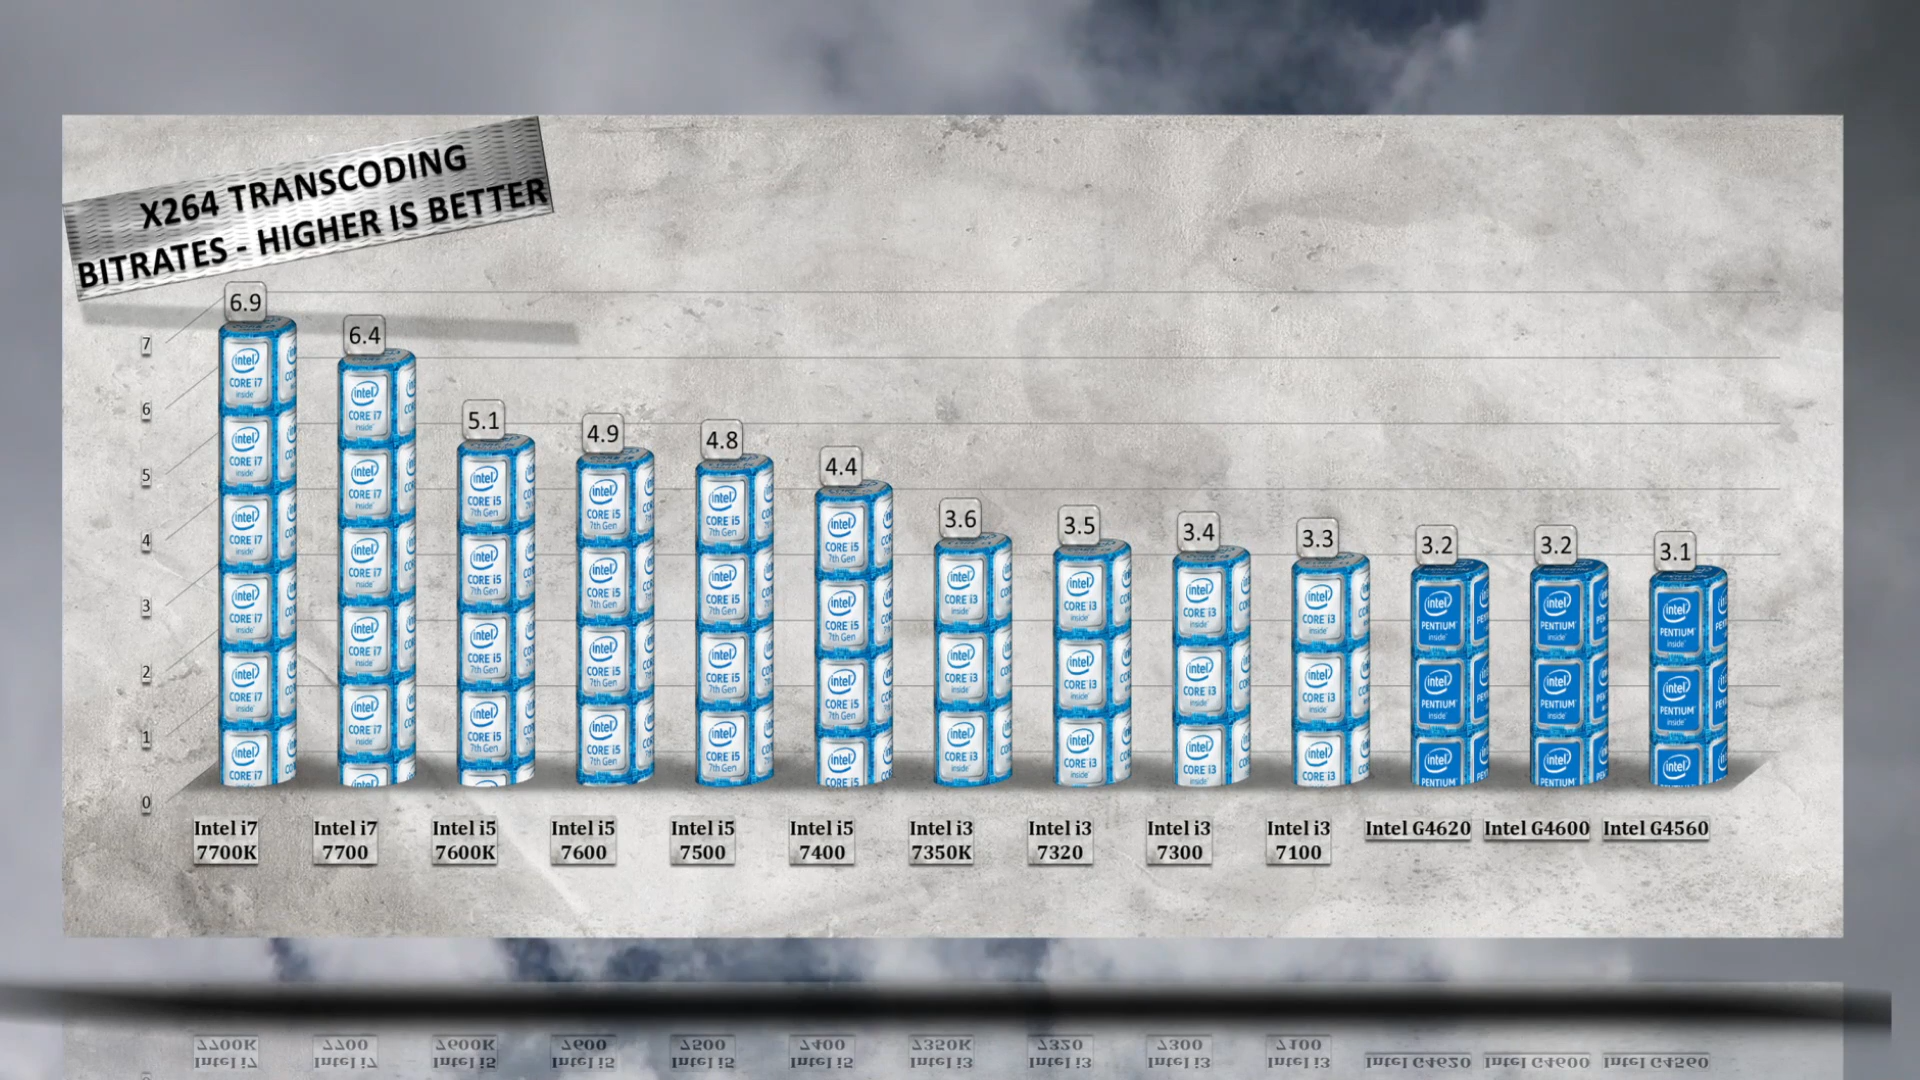 X264 TRANSCODING
BITRATES - HIGHER IS BETTER
7
6
5
4
3
2
1
0
6.9
6.4
5.1
4.9
4.8
4.4
3.6
3.5
3.4
3.3
3.2
3.2
3.1
Intel i7
7700K
Intel i7
7700
Intel i5
7600K
Intel i5
7600
Intel i5
7500
Intel i5
7400
Intel i3
7350K
Intel i3
7320
Intel i3
7300
Intel i3
7100
Intel G4620
Intel G4600
Intel G4560